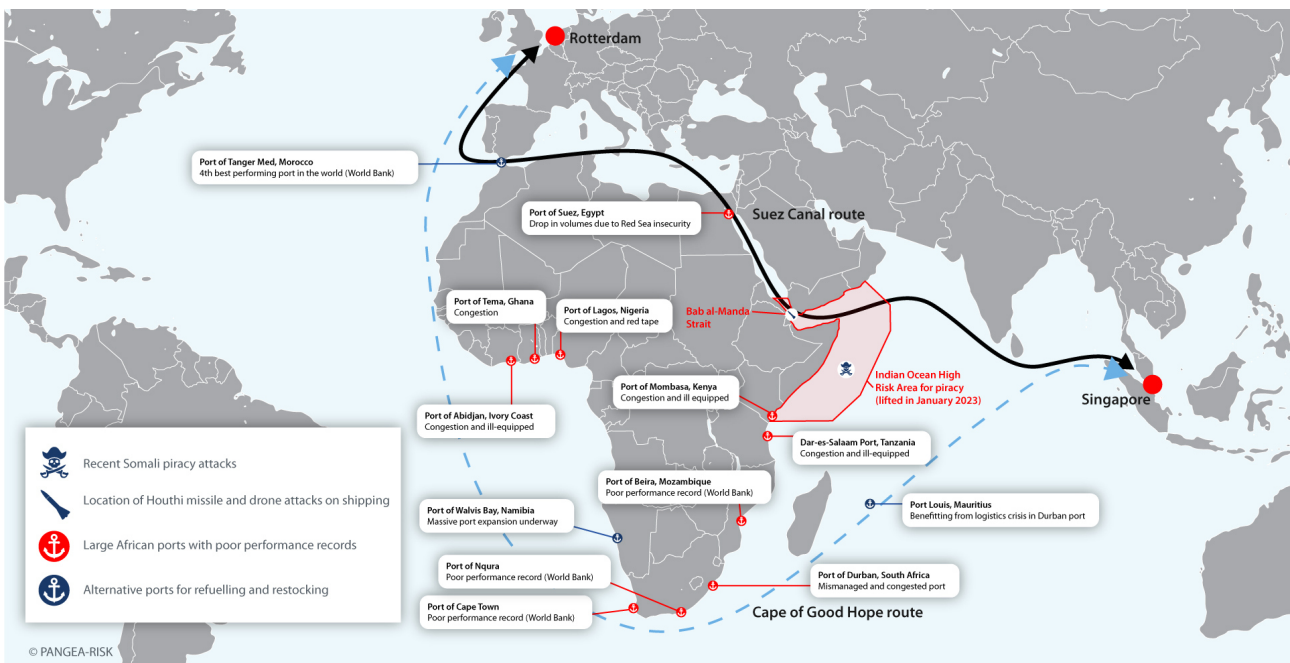 Rotterdam
Port of Tanger Med, Morocco
4th best performing port in the world (World Bank)
Port of Suez, Egypt
Drop in volumes due to Red Sea insecurity
Suez Canal route
Port of Tema, Ghana
Congestion
Port of Lagos, Nigeria
Congestion and red tape
Bab al-Manda
Strait
Port of Mombasa, Kenya
Congestion and ill equipped
Indian Ocean High
Risk Area for piracy
(lifted in January 2023)
Singapore
Port of Abidjan, Ivory Coast
Congestion and ill-equipped
Dar-es-Salaam Port, Tanzania
Congestion and ill-equipped
Port of Beira, Mozambique
Poor performance record (World Bank)
Port Louis, Mauritius
Benefitting from logistics crisis in Durban port
Port of Walvis Bay, Namibia
Massive port expansion underway
Port of Nqura
Poor performance record (World Bank)
Port of Durban, South Africa
Mismanaged and congested port
Port of Cape Town
Poor performance record (World Bank)
Cape of Good Hope route
Recent Somali piracy attacks
Location of Houthi missile and drone attacks on shipping
Large African ports with poor performance records
Alternative ports for refuelling and restocking
© PANGEA-RISK